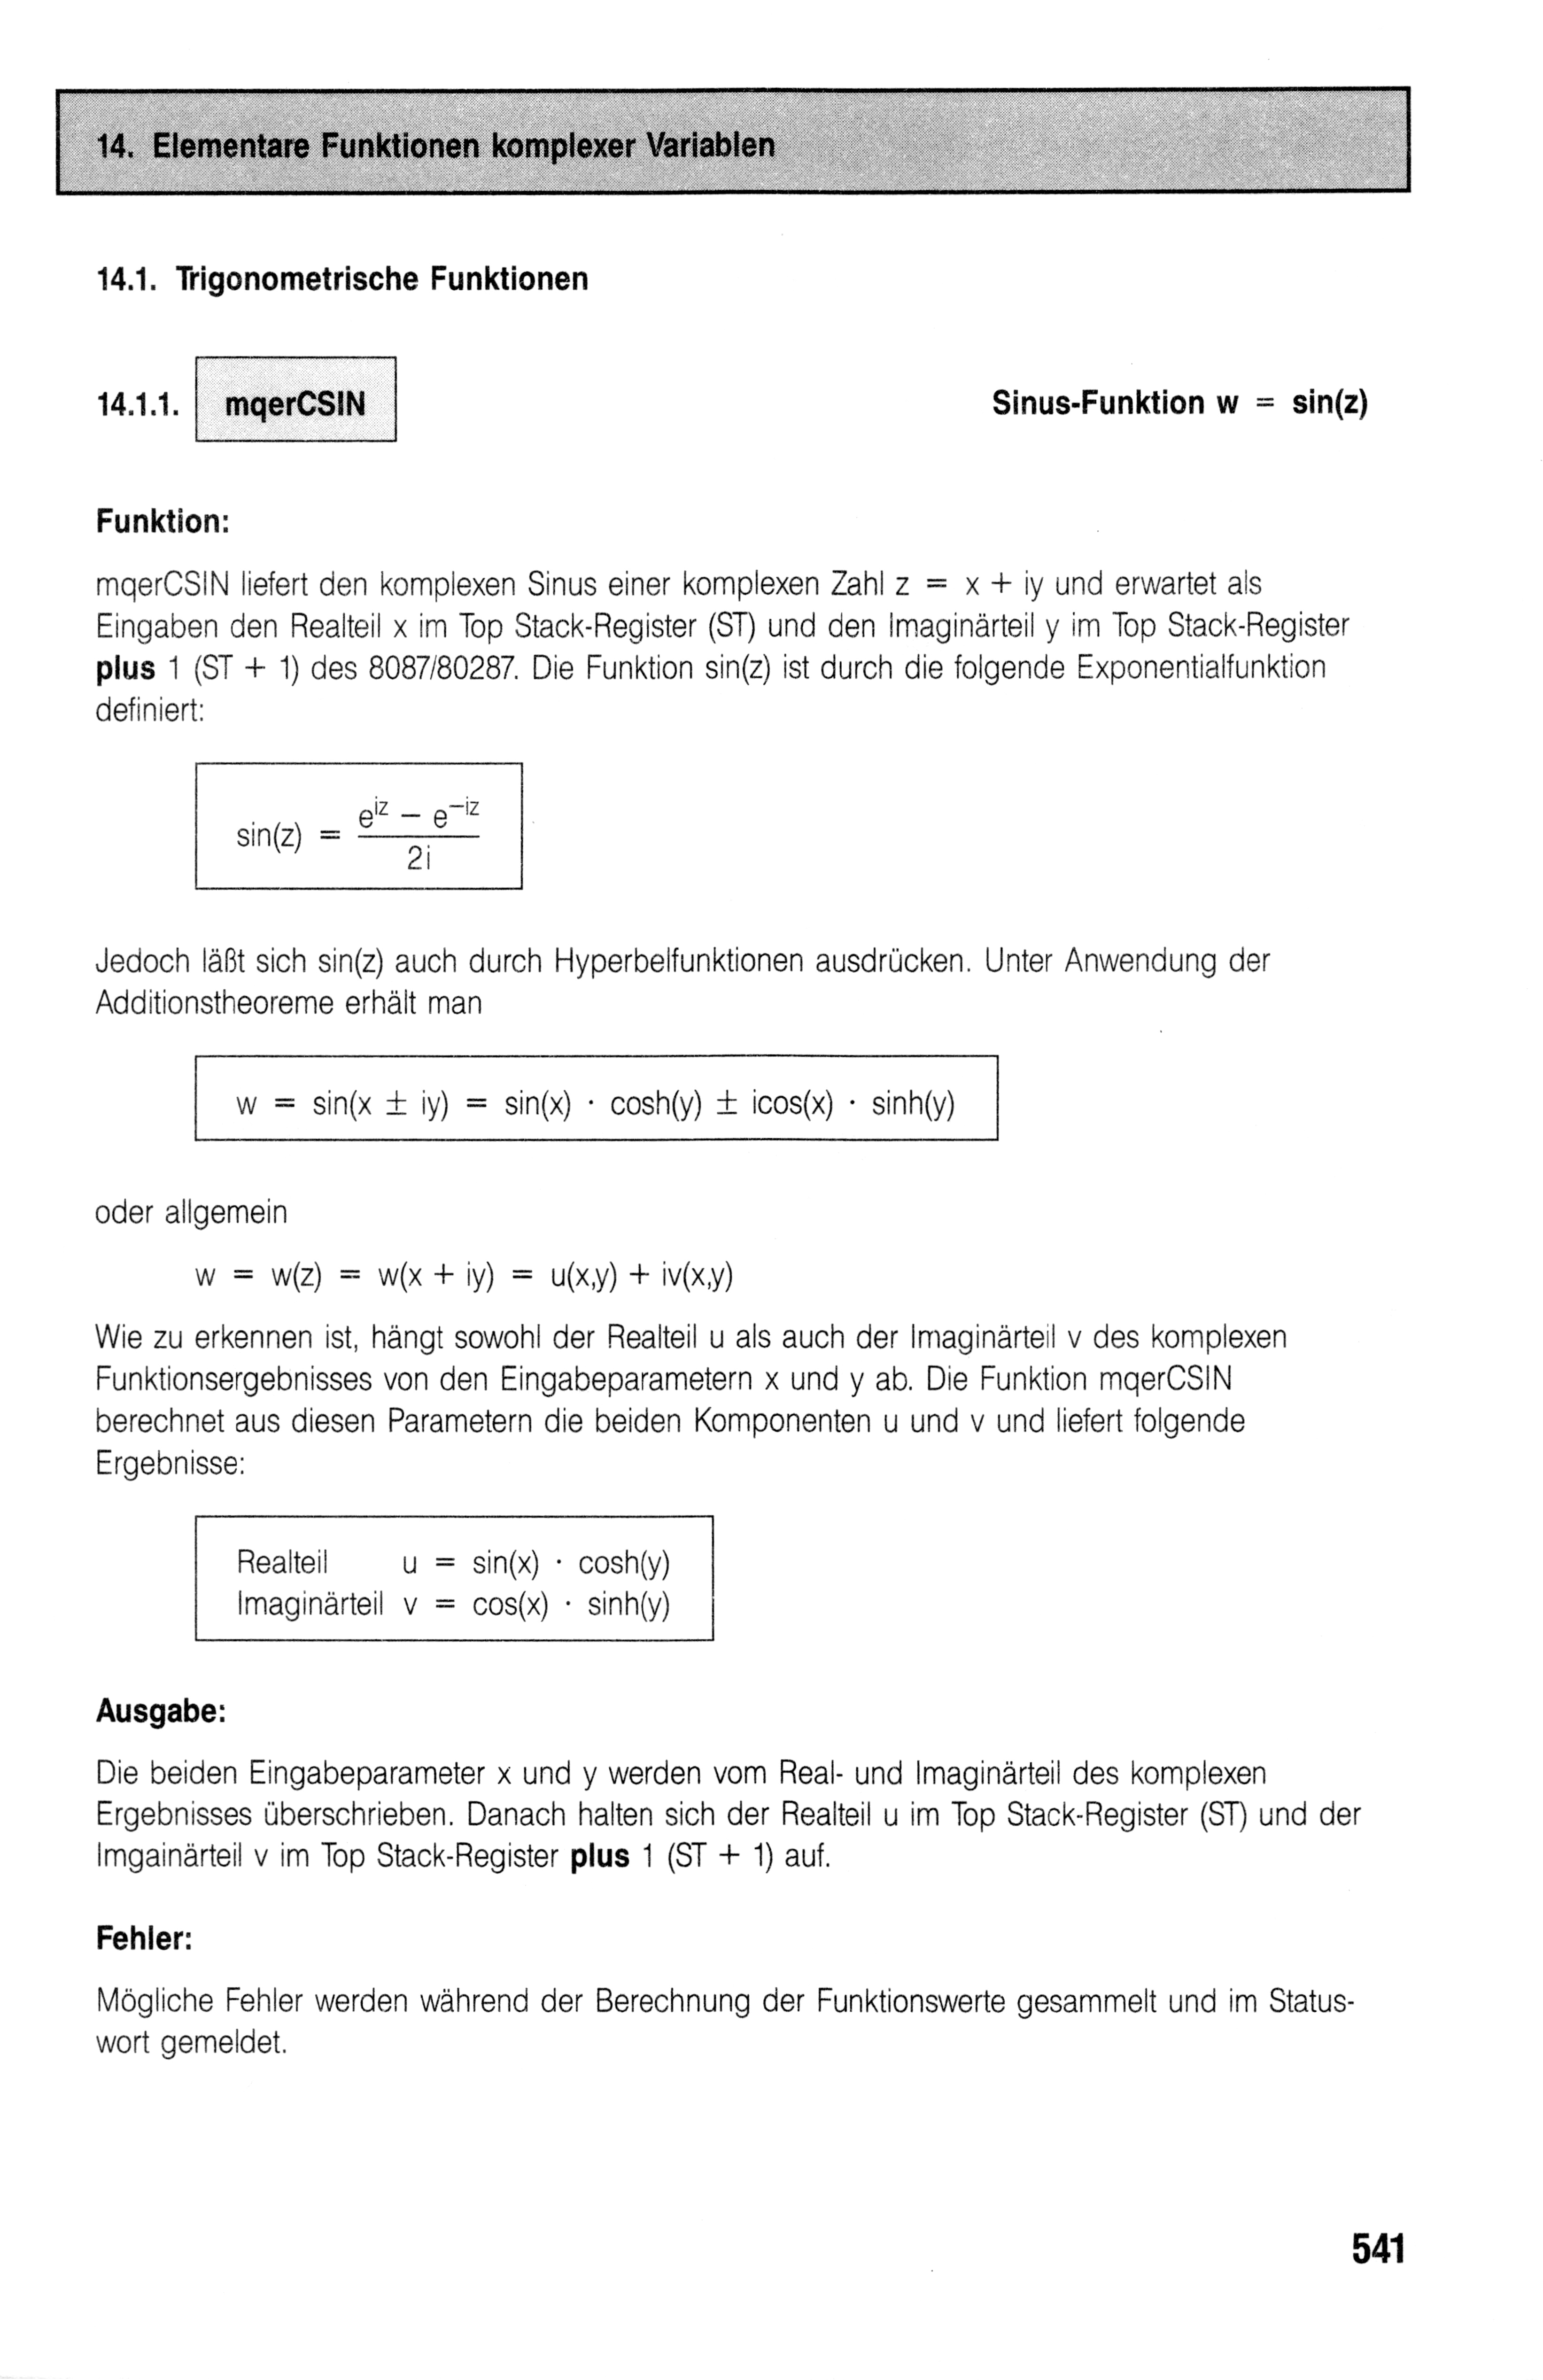 14. Elementare Funktionen komplexer Variablen
14.1. Trigonometrische Funktionen
14.1.1. mqerCSIN Sinus-Funktion w = sin(z)
Funktion:
mqerCSIN liefert den komplexen Sinus einer komplexen Zahl z = x + iy und erwartet als
Eingaben den Realteil x im Top Stack-Register (ST) und den Imaginärteil y im Top Stack-Register
plus 1 (ST + 1) des 8087/80287. Die Funktion sin(z) ist durch die folgende Exponentialfunktion
definiert:
sin(z) = \frac{e^{iz} − e^{−iz}}{2i}
Jedoch läßt sich sin(z) auch durch Hyperbelfunktionen ausdrücken. Unter Anwendung der
Additionstheoreme erhält man
w = sin(x ± iy) = sin(x) · cosh(y) ± icos(x) · sinh(y)
oder allgemein
w = w(z) = w(x + iy) = u(x,y) + iv(x,y)
Wie zu erkennen ist, hängt sowohl der Realteil u als auch der Imaginärteil v des komplexen
Funktionsergebnisses von den Eingabeparametern x und y ab. Die Funktion mqerCSIN
berechnet aus diesen Parametern die beiden Komponenten u und v und liefert folgende
Ergebnisse:
Realteil u = sin(x) · cosh(y)
Imaginärteil v = cos(x) · sinh(y)
Ausgabe:
Die beiden Eingabeparameter x und y werden vom Real- und Imaginärteil des komplexen
Ergebnisses überschrieben. Danach halten sich der Realteil u im Top Stack-Register (ST) und der
Imgainärteil v im Top Stack-Register plus 1 (ST + 1) auf.
Fehler:
Mögliche Fehler werden während der Berechnung der Funktionswerte gesammelt und im Status-
wort gemeldet.
541